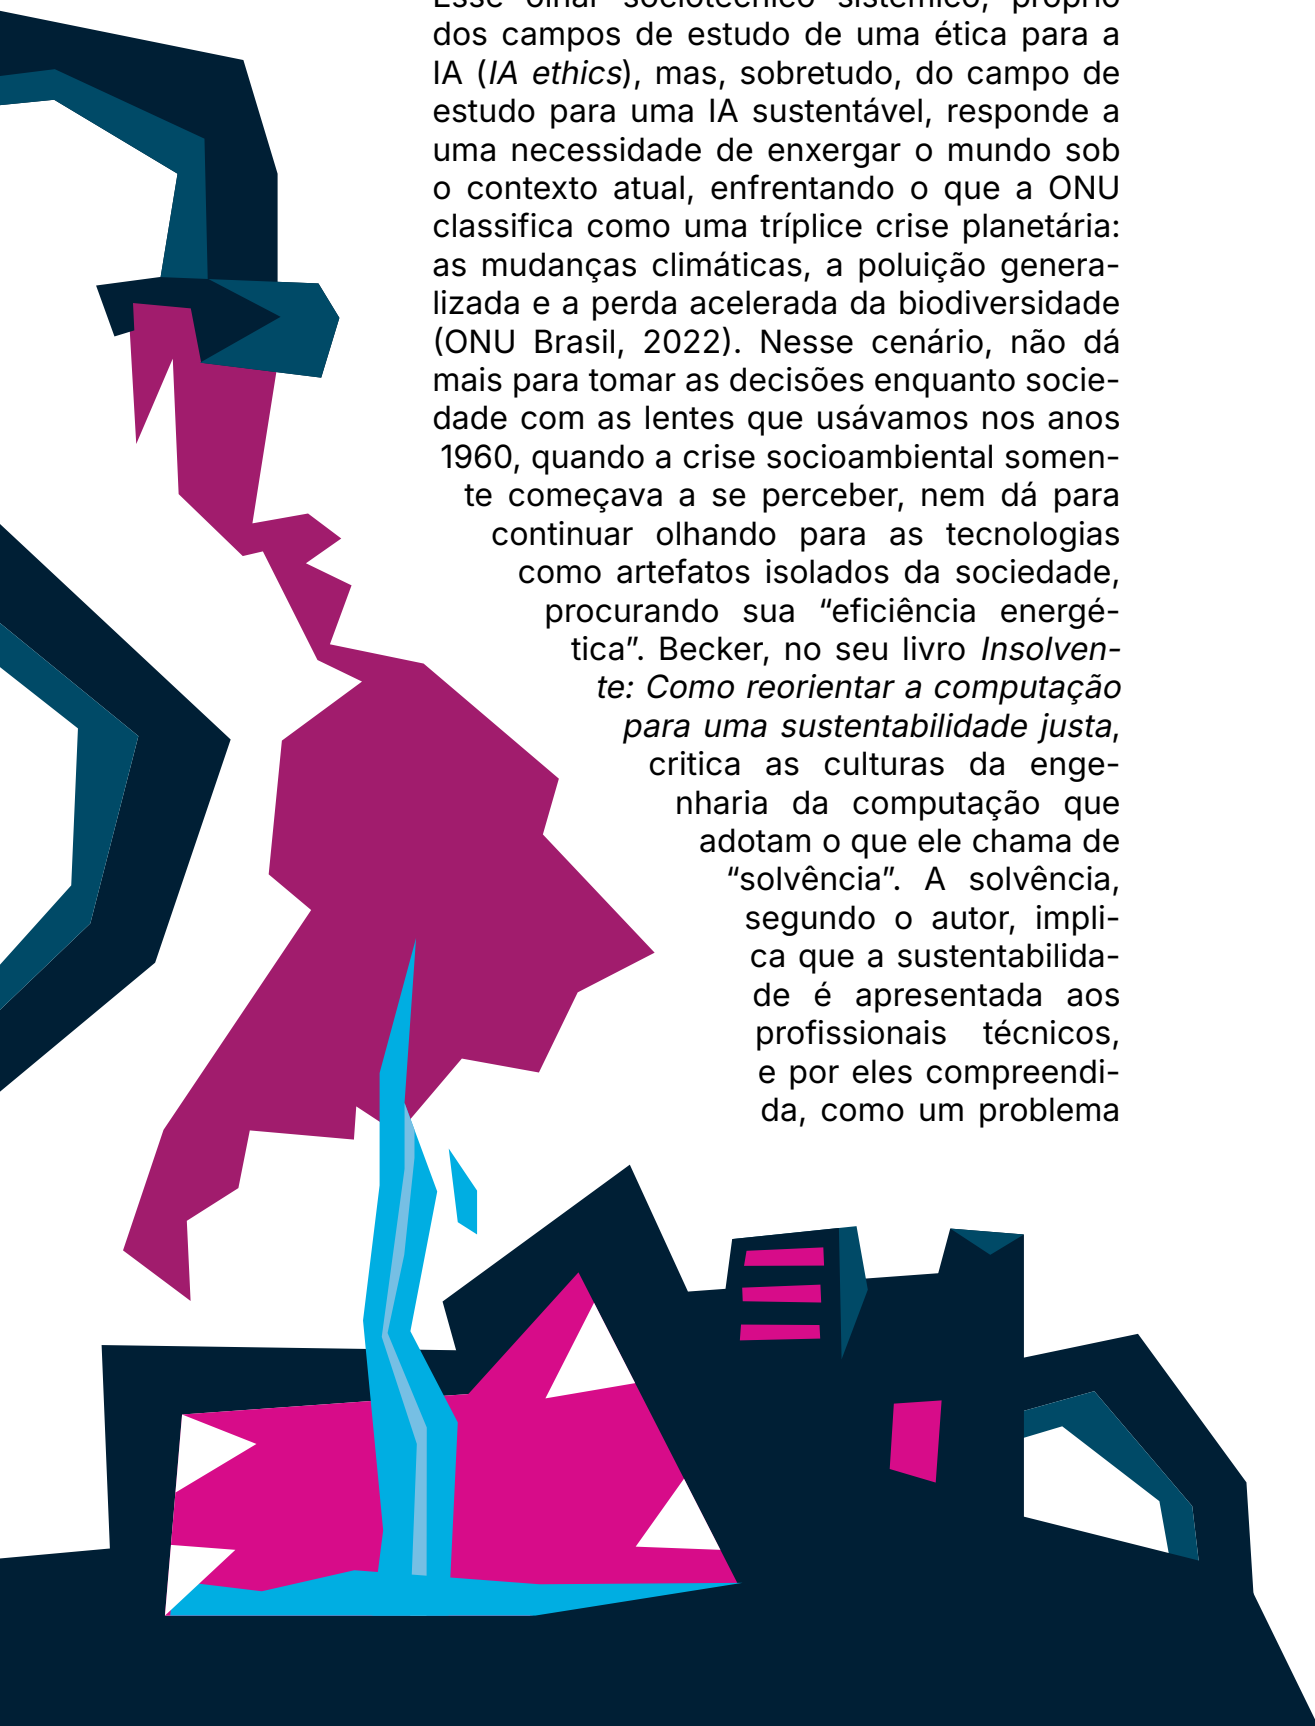 Esse olhar sociotécnico sistêmico, próprio
dos campos de estudo de uma ética para a
IA (IA ethics), mas, sobretudo, do campo de
estudo para uma IA sustentável, responde a
uma necessidade de enxergar o mundo sob
o contexto atual, enfrentando o que a ONU
classifica como uma tríplice crise planetária:
as mudanças climáticas, a poluição genera-
lizada e a perda acelerada da biodiversidade
(ONU Brasil, 2022). Nesse cenário, não dá
mais para tomar as decisões enquanto socie-
dade com as lentes que usávamos nos anos
1960, quando a crise socioambiental somen-
te começava a se perceber, nem dá para
continuar olhando para as tecnologias
como artefatos isolados da sociedade,
procurando sua “eficiência energé-
tica”. Becker, no seu livro Insolven-
te: Como reorientar a computação
para uma sustentabilidade justa,
critica as culturas da enge-
nharia da computação que
adotam o que ele chama de
“solvência”. A solvência,
segundo o autor, impli-
ca que a sustentabilida-
de é apresentada aos
profissionais técnicos,
e por eles compreendi-
da, como um problema